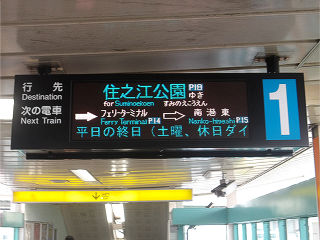 行先
Destination
次の電車
Next Train
住之江公園 P18 ゆき
for Suminoekoen すみのえこうえん
フェリーターミナル 南港東
Ferry Terminal P14 Nanko-higashi P15
平日の終日（土曜、休日ダイ
1